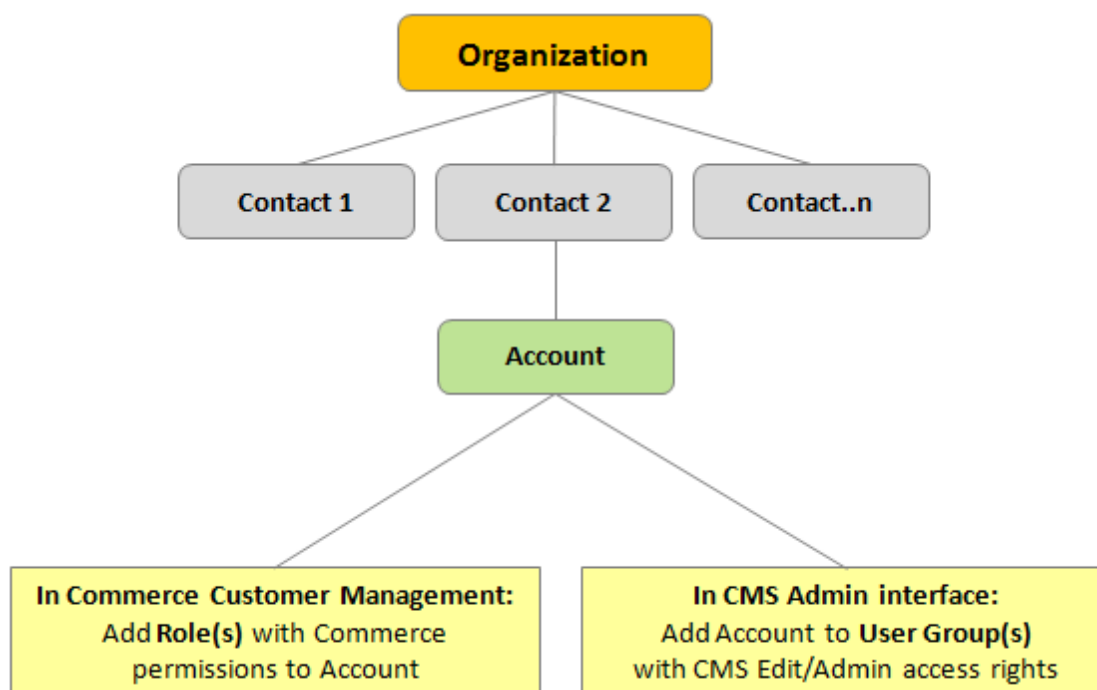 Organization
Contact 1
Contact 2
Contact..n
Account
In Commerce Customer Management:
Add Role(s) with Commerce
permissions to Account
In CMS Admin interface:
Add Account to User Group(s)
with CMS Edit/Admin access rights